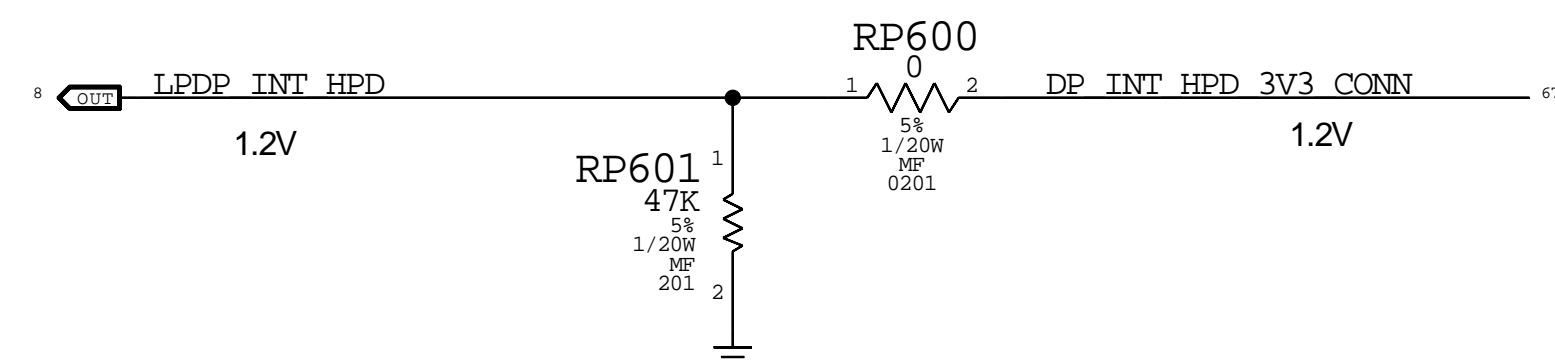 RP600
0
8 OUT LPDP INT HPD 1 2 DP INT HPD 3V3 CONN 67
1.2V 5% 1.2V
1/20W
MF
0201
RP601 1
47K
5%
1/20W
MF
201 2